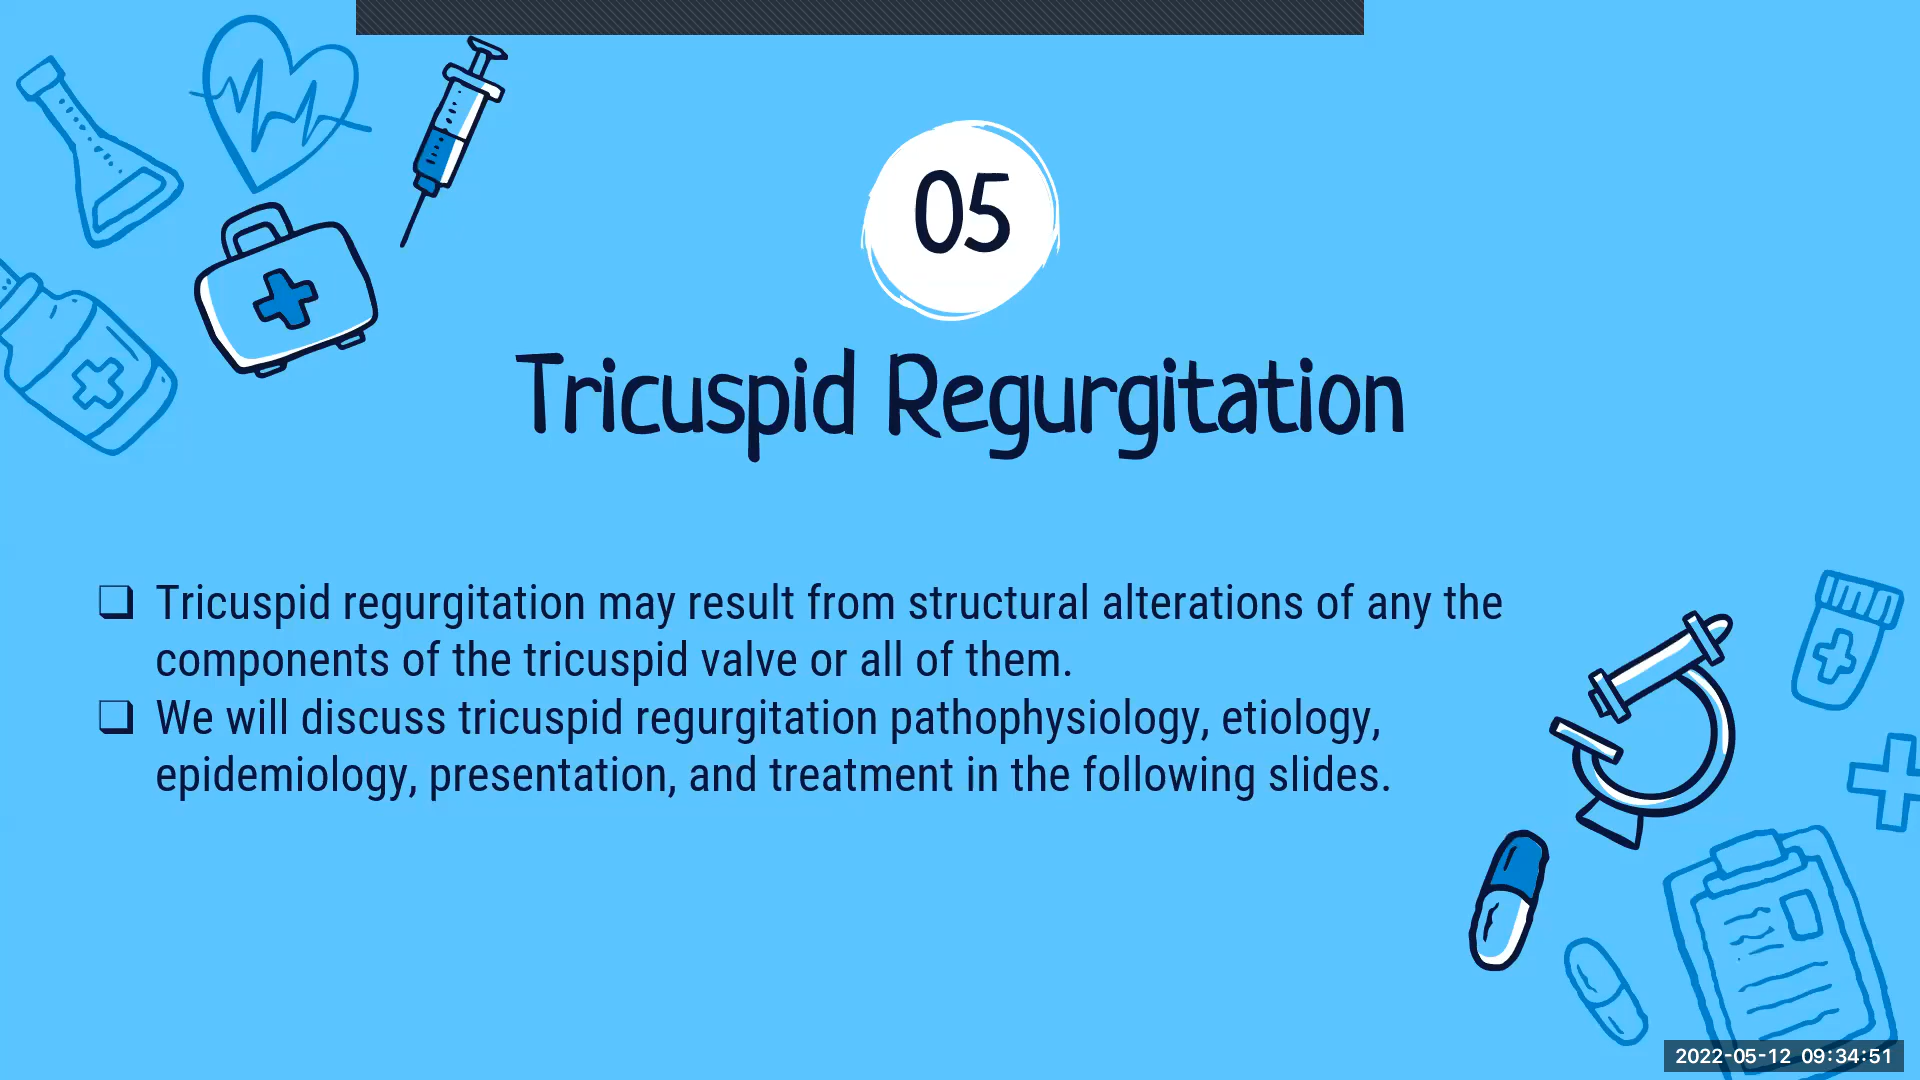 05
Tricuspid Regurgitation
❑ Tricuspid regurgitation may result from structural alterations of any the
components of the tricuspid valve or all of them.
❑ We will discuss tricuspid regurgitation pathophysiology, etiology,
epidemiology, presentation, and treatment in the following slides.
2022-05-12 09:34:51